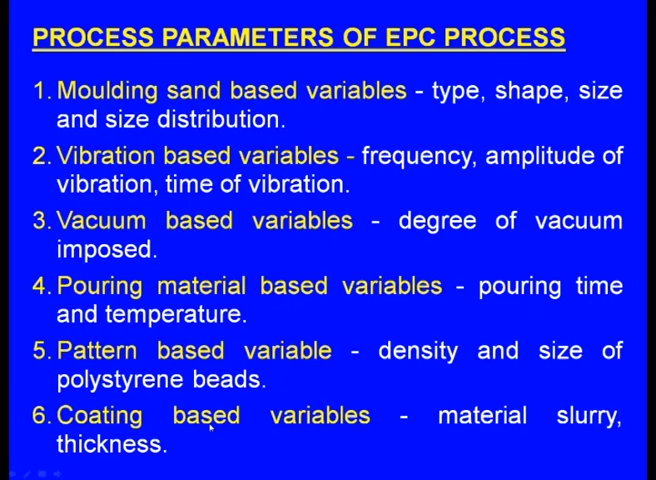 PROCESS PARAMETERS OF EPC PROCESS
1. Moulding sand based variables - type, shape, size
and size distribution.
2. Vibration based variables - frequency, amplitude of
vibration, time of vibration.
3. Vacuum based variables - degree of vacuum
imposed.
4. Pouring material based variables - pouring time
and temperature.
5. Pattern based variable - density and size of
polystyrene beads.
6. Coating based variables - material slurry,
thickness.